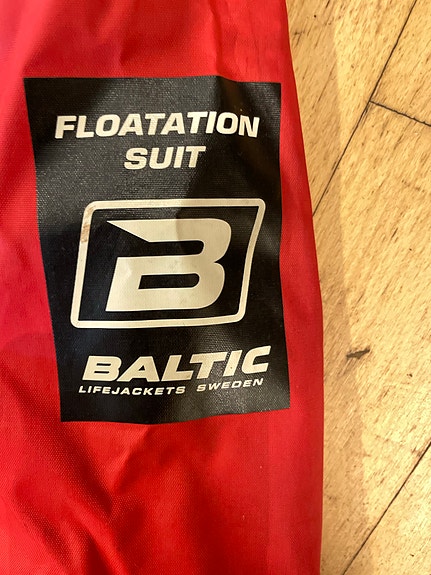 FLOATATION
SUIT
B
BALTIC
LIFEJACKETS SWEDEN